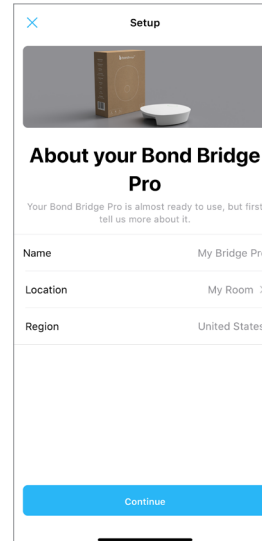 Setup
About your Bond Bridge
Pro
Your Bond Bridge Pro is almost ready to use, but first
tell us more about it.
Name My Bridge Pro
Location My Room
Region United States
Continue